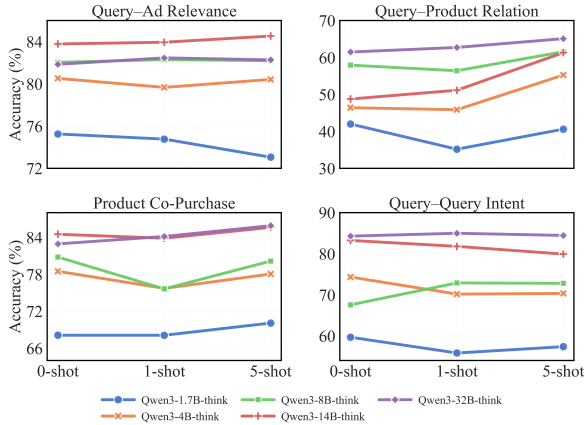 Query–Ad Relevance
Query–Product Relation
Accuracy (%)
84
80
76
72
70
60
50
40
30
Product Co-Purchase
Query–Query Intent
Accuracy (%)
84
78
72
66
90
80
70
60
0-shot
1-shot
5-shot
0-shot
1-shot
5-shot
Qwen3-1.7B-think
Qwen3-8B-think
Qwen3-32B-think
Qwen3-4B-think
Qwen3-14B-think